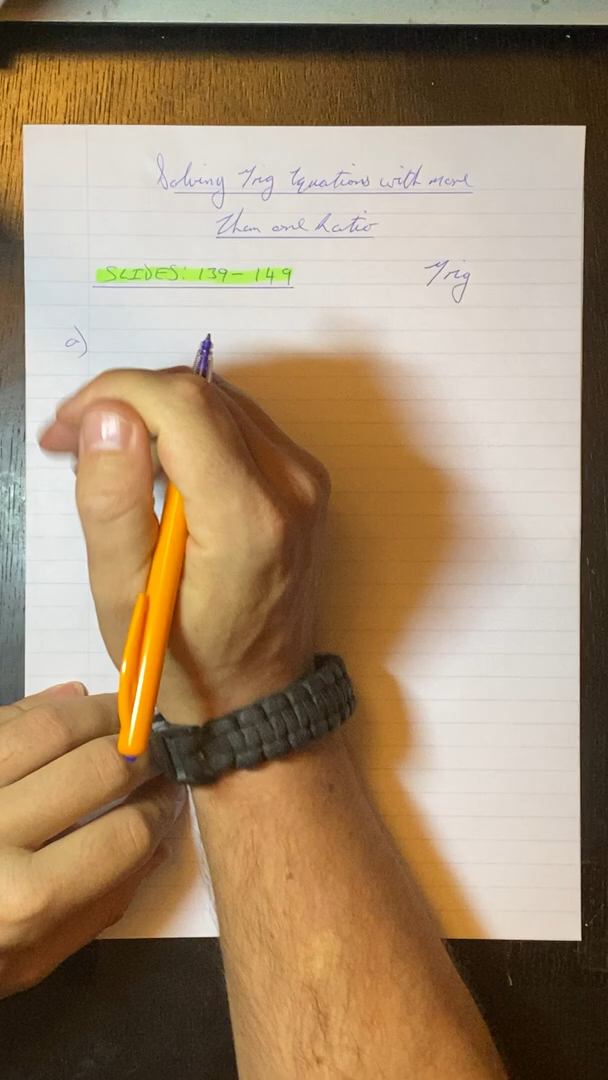 Solving Trig Equations with more
than one Ratio
SLIDES: 139-149
Trig
a)